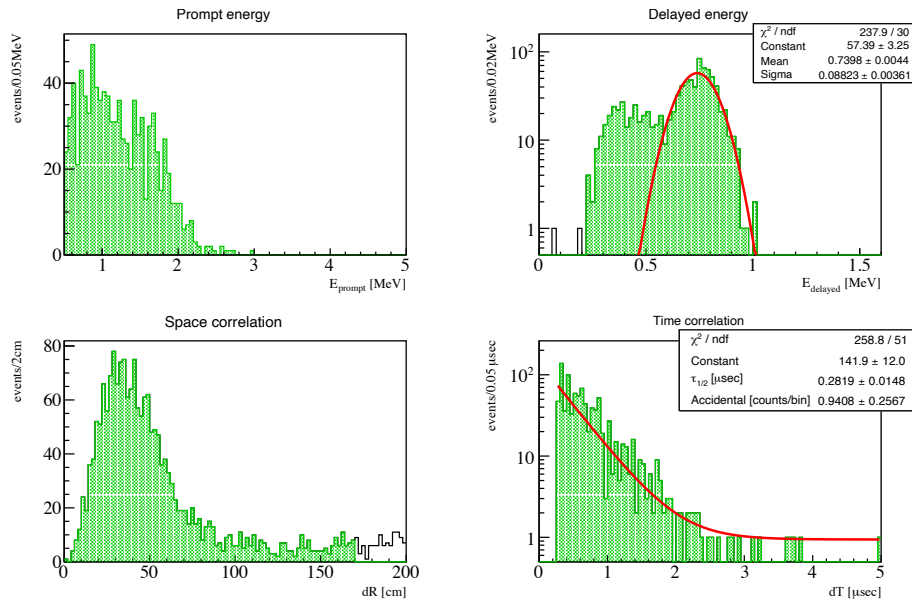 Prompt energy
events/0.05MeV
0
20
40
1
2
3
4
5
E_prompt [MeV]
Delayed energy
events/0.02MeV
1
10
10²
0
0.5
1
1.5
E_delayed [MeV]
χ² / ndf 237.9 / 30
Constant 57.39 ± 3.25
Mean 0.7398 ± 0.0044
Sigma 0.08823 ± 0.00361
Space correlation
events/2cm
0
20
40
60
80
0
50
100
150
200
dR [cm]
Time correlation
events/0.05 μsec
1
10
10²
0
1
2
3
4
5
dT [μsec]
χ² / ndf 258.8 / 51
Constant 141.9 ± 12.0
τ_1/2 [μsec] 0.2819 ± 0.0148
Accidental [counts/bin] 0.9408 ± 0.2567